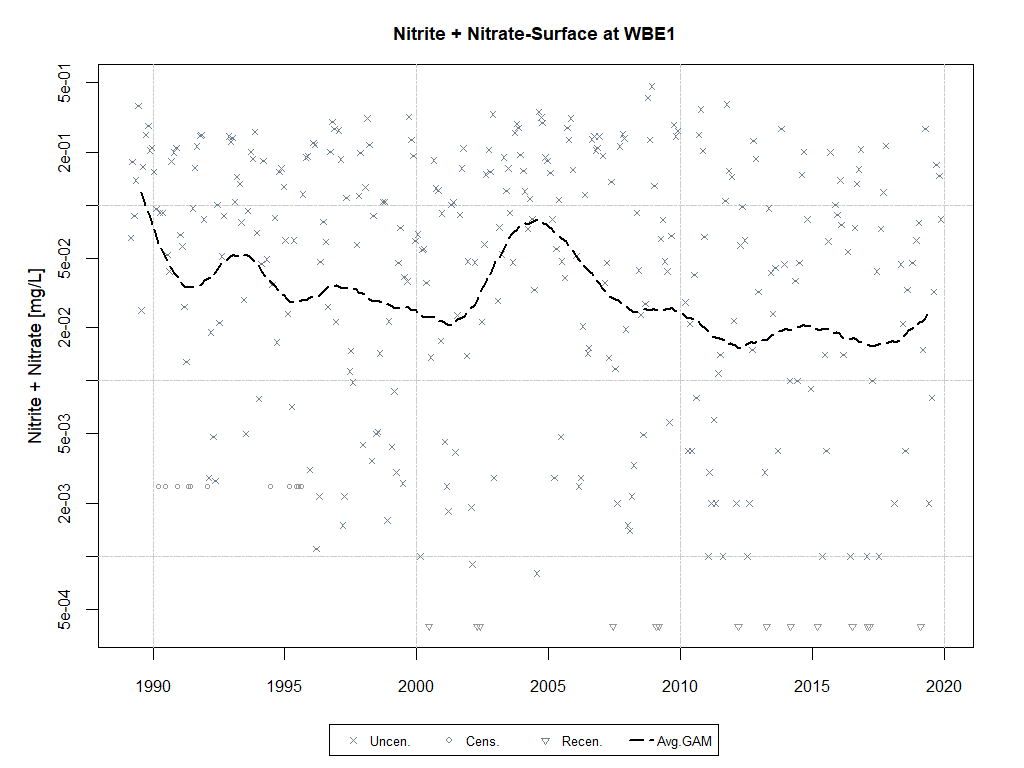 Nitrite + Nitrate-Surface at WBE1
Nitrite + Nitrate [mg/L]
5e-01
2e-01
5e-02
2e-02
5e-03
2e-03
5e-04
1990 1995 2000 2005 2010 2015 2020
Uncen. Cens. Recen. Avg.GAM